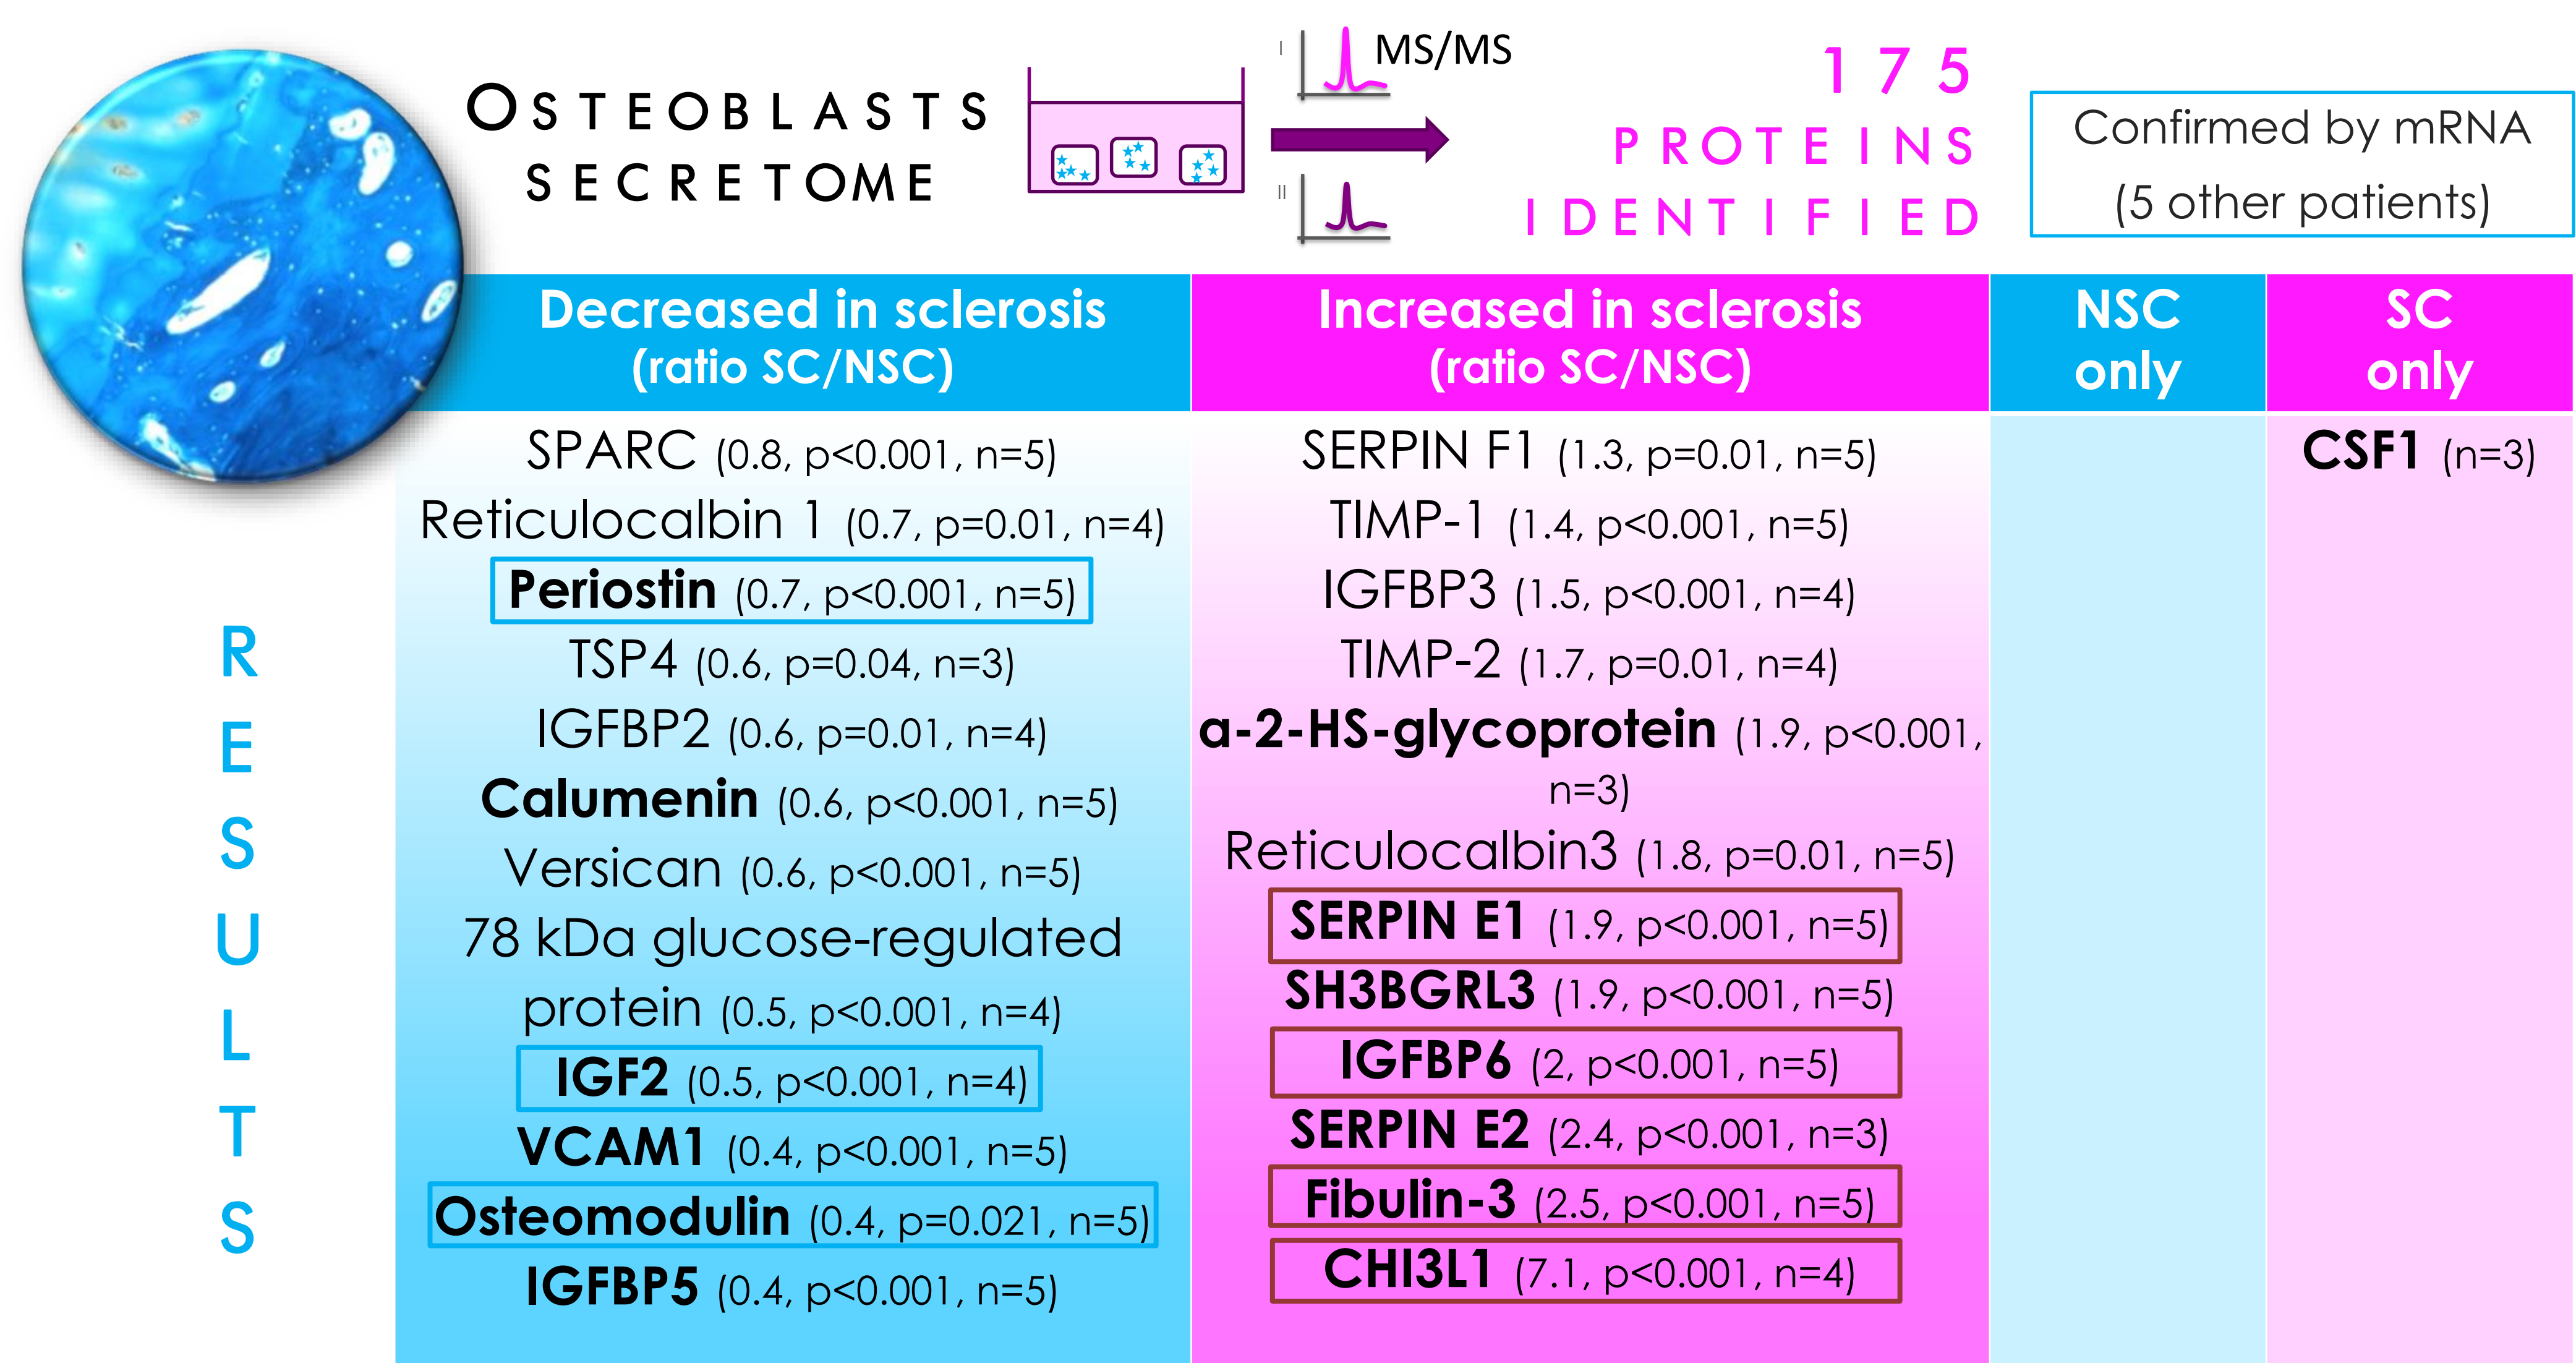 OSTEOBLASTS
SECRETOME
I
MS/MS
II
175
PROTEINS
IDENTIFIED
Confirmed by mRNA
(5 other patients)
RESULTS
Decreased in sclerosis
(ratio SC/NSC)
SPARC (0.8, p<0.001, n=5)
Reticulocalbin 1 (0.7, p=0.01, n=4)
Periostin (0.7, p<0.001, n=5)
TSP4 (0.6, p=0.04, n=3)
IGFBP2 (0.6, p=0.01, n=4)
Calumenin (0.6, p<0.001, n=5)
Versican (0.6, p<0.001, n=5)
78 kDa glucose-regulated
protein (0.5, p<0.001, n=4)
IGF2 (0.5, p<0.001, n=4)
VCAM1 (0.4, p<0.001, n=5)
Osteomodulin (0.4, p=0.021, n=5)
IGFBP5 (0.4, p<0.001, n=5)
Increased in sclerosis
(ratio SC/NSC)
SERPIN F1 (1.3, p=0.01, n=5)
TIMP-1 (1.4, p<0.001, n=5)
IGFBP3 (1.5, p<0.001, n=4)
TIMP-2 (1.7, p=0.01, n=4)
a-2-HS-glycoprotein (1.9, p<0.001,
n=3)
Reticulocalbin3 (1.8, p=0.01, n=5)
SERPIN E1 (1.9, p<0.001, n=5)
SH3BGRL3 (1.9, p<0.001, n=5)
IGFBP6 (2, p<0.001, n=5)
SERPIN E2 (2.4, p<0.001, n=3)
Fibulin-3 (2.5, p<0.001, n=5)
CHI3L1 (7.1, p<0.001, n=4)
NSC
only
SC
only
CSF1 (n=3)